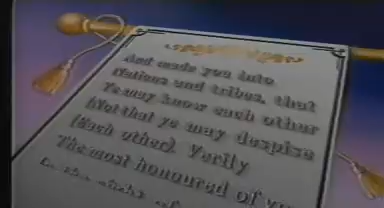 And made you into
Nations and tribes, that
Ye may know each other
(Not that ye may despise
(Each other). Verily
The most honoured of you